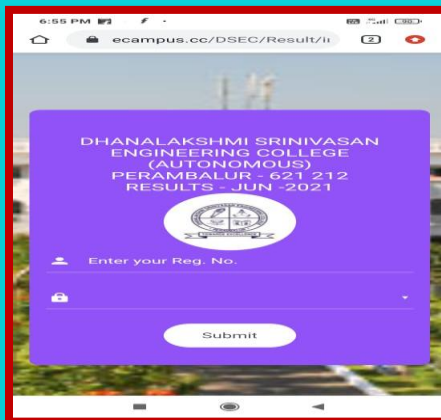 6:55 PM
ecampus.cc/DSEC/Result/i
2
DHANALAKSHMI SRINIVASAN
ENGINEERING COLLEGE
(AUTONOMOUS)
PERAMBALUR - 621 212
RESULTS - JUN -2021
Enter your Reg. No.
Submit